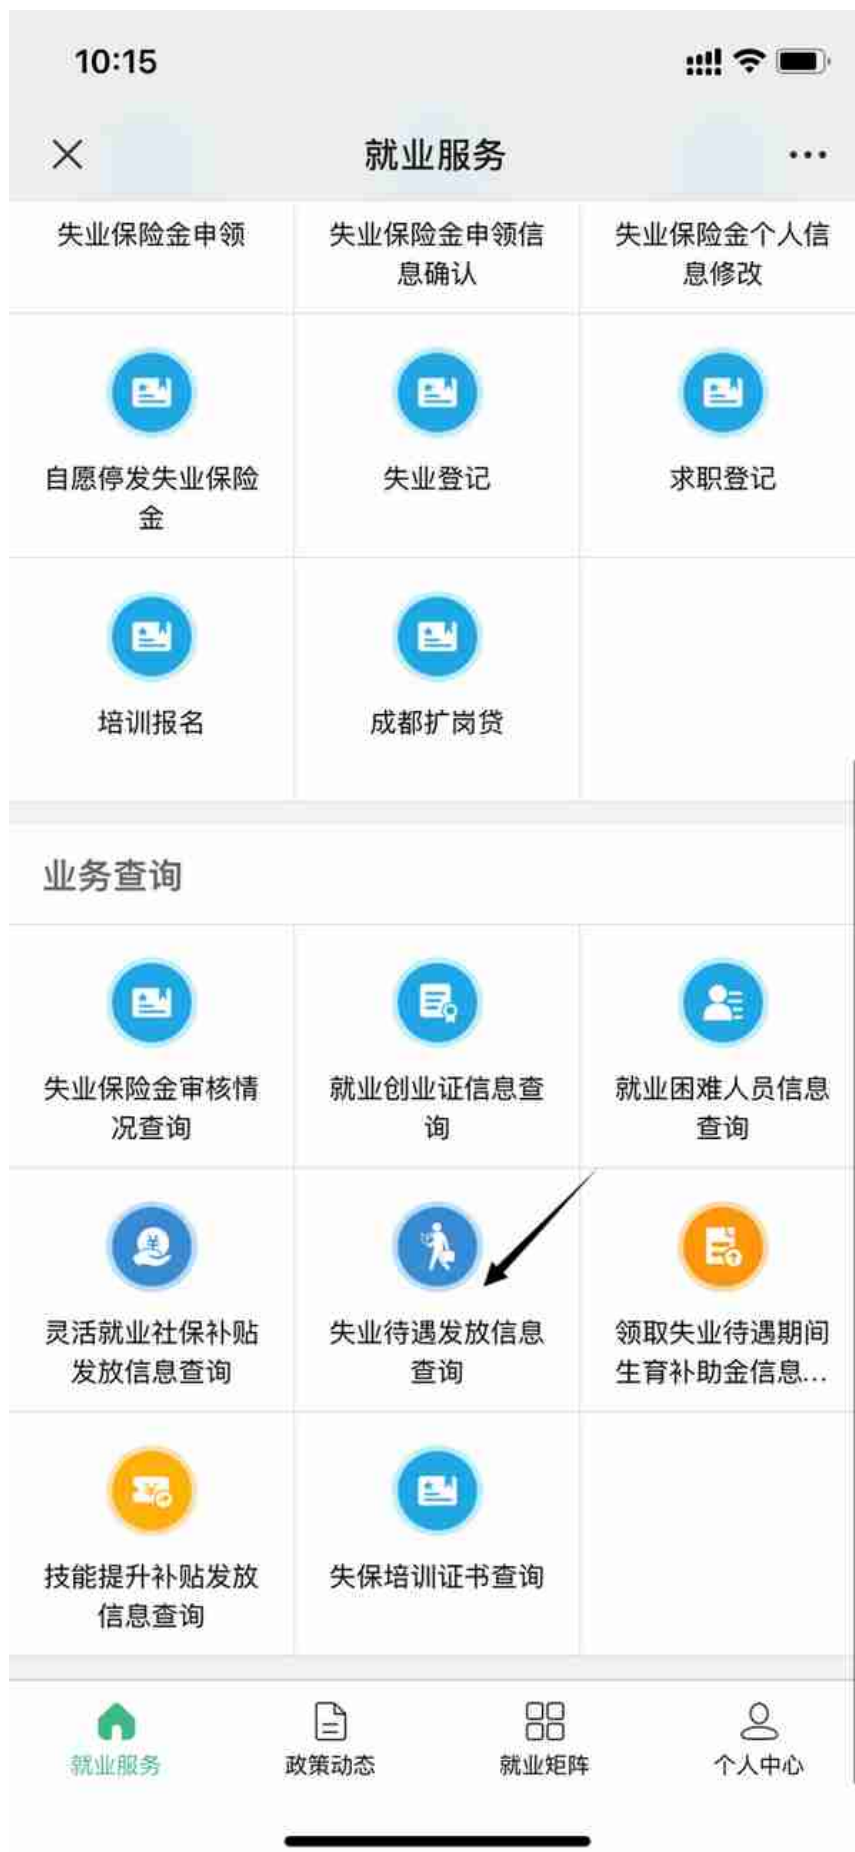 10:15
就业服务
失业保险金申领
失业保险金申领信
息确认
失业保险金个人信
息修改
自愿停发失业保险
金
失业登记
求职登记
培训报名
成都扩岗贷
业务查询
失业保险金审核情
况查询
就业创业证信息查
询
就业困难人员信息
查询
灵活就业社保补贴
发放信息查询
失业待遇发放信息
查询
领取失业待遇期间
生育补助金信息...
技能提升补贴发放
信息查询
失保培训证书查询
就业服务
政策动态
就业矩阵
个人中心